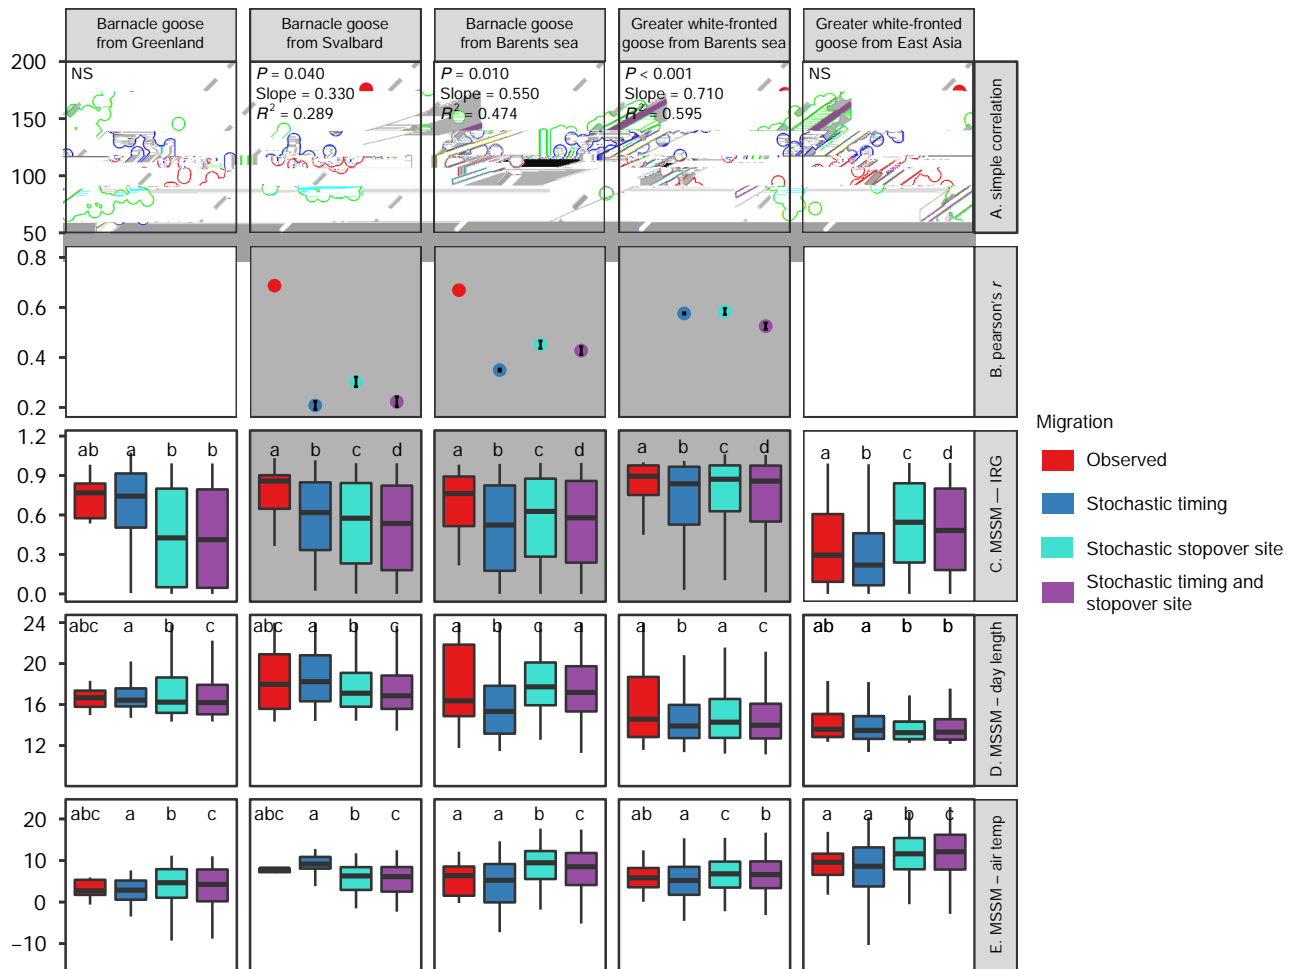 Barnacle goose
from Greenland
Barnacle goose
from Svalbard
Barnacle goose
from Barents sea
Greater white-fronted
goose from Barents sea
Greater white-fronted
goose from East Asia
200
150
100
50
NS
P = 0.040
Slope = 0.330
R² = 0.289
P = 0.010
Slope = 0.550
R² = 0.474
P < 0.001
Slope = 0.710
R² = 0.595
NS
A. simple correlation
0.8
0.6
0.4
0.2
B. pearson's r
1.2
0.9
0.6
0.3
0.0
ab a b b
a b c d
a b c d
a b c d
a b c d
C. MSSM — IRG
24
20
16
12
abc a b c
abc a b c
a b c a
a b a c
ab a b b
D. MSSM – day length
20
10
0
−10
abc a b c
abc a b c
a a b c
ab a c b
a a b c
E. MSSM – air temp
Migration
Observed
Stochastic timing
Stochastic stopover site
Stochastic timing and
stopover site